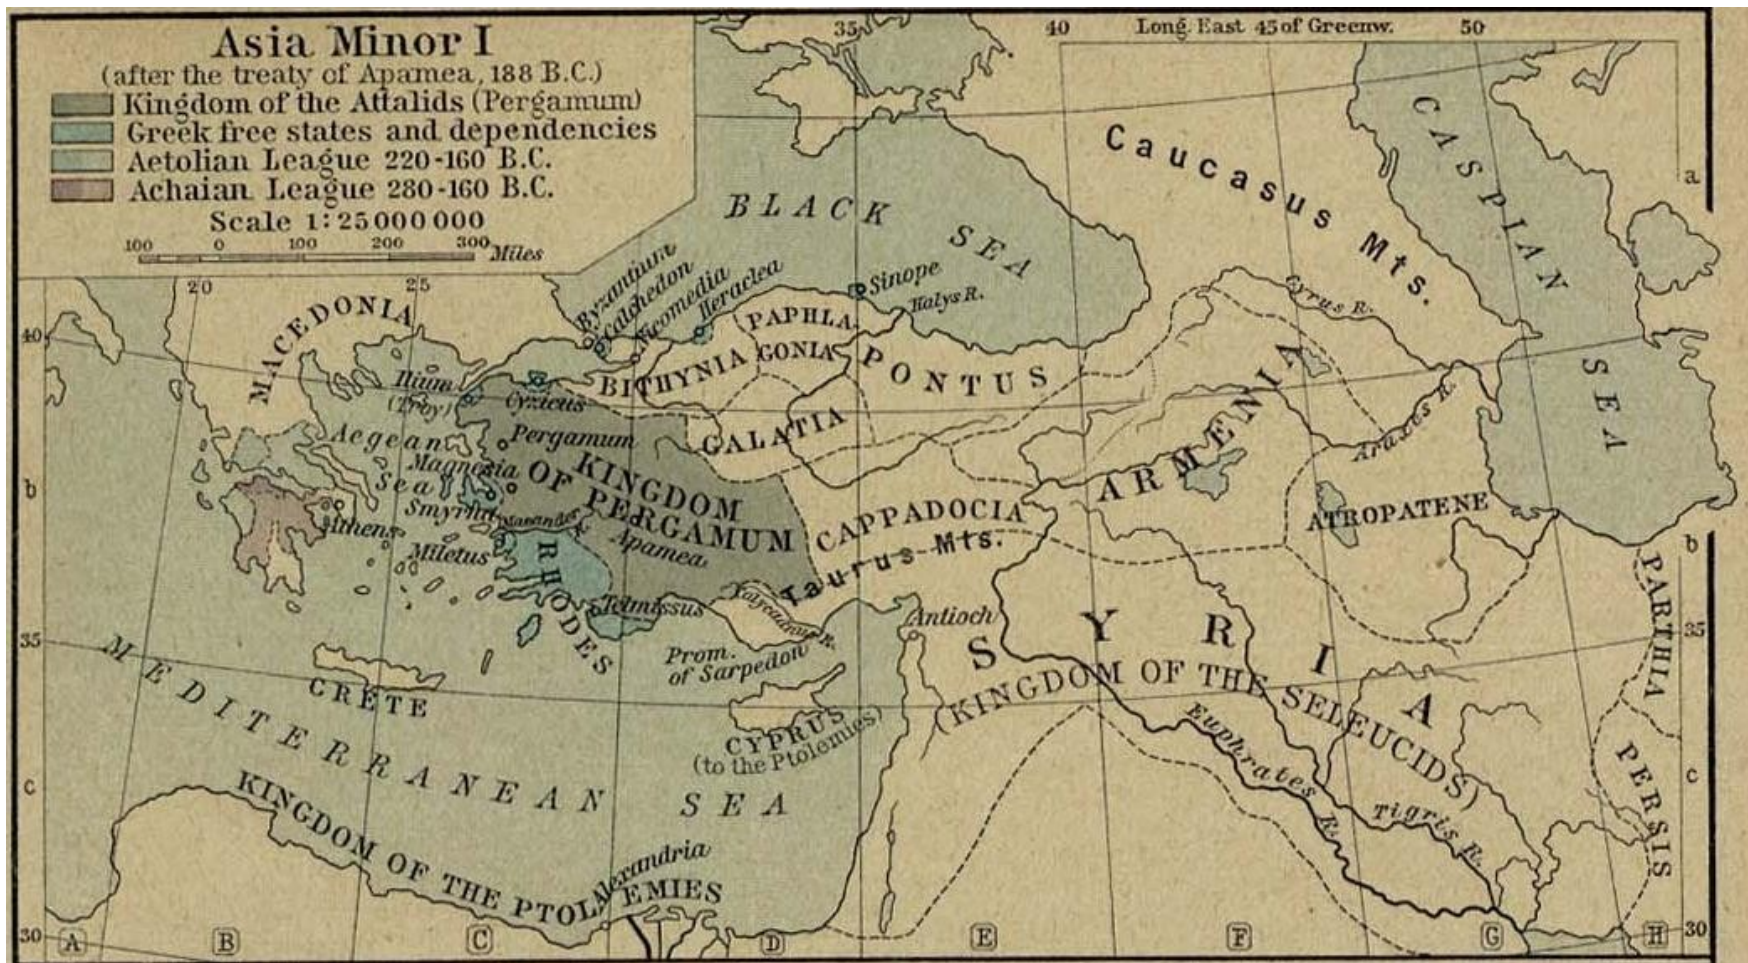 Asia Minor I
(after the treaty of Apamea, 188 B.C.)
Kingdom of the Attalids (Pergamum)
Greek free states and dependencies
Aetolian League 220-160 B.C.
Achaian League 280-160 B.C.
Scale 1:25000000
100 0 100 200 300 Miles
35 40 Long. East 45 of Greenw. 50
a
CASPIAN
SEA
Caucasus Mts.
BLACK SEA
20 25
Byzantium
Calchedon
Nicomedia
Heraclea
Sinope
Halys R.
Cyrus R.
40
MACEDONIA
PAPHLA-
GONIA
BITHYNIA
PONTUS
Ilium
(Troy)
Cyzicus
GALATIA
ARMENIA
Araxes R.
Aegean
Sea
Pergamum
Magnesia
KINGDOM
OF PERGAMUM
b
Smyrna
Maeander
Athens
Miletus
Apamea
CAPPADOCIA
ATROPATENE
Taurus Mts.
b
PARTHIA
RHODES
Telmissus
Calycadnus R.
Antioch
35
35
Prom.
of Sarpedon
SYRIA
(KINGDOM OF THE SELEUCIDS)
MEDITERRANEAN
SEA
CRETE
CYPRUS
(to the Ptolemies)
Euphrates R.
Tigris R.
PERSIS
c
c
KINGDOM OF THE PTOLEMIES
Alexandria
30
A B C D E F G H
30